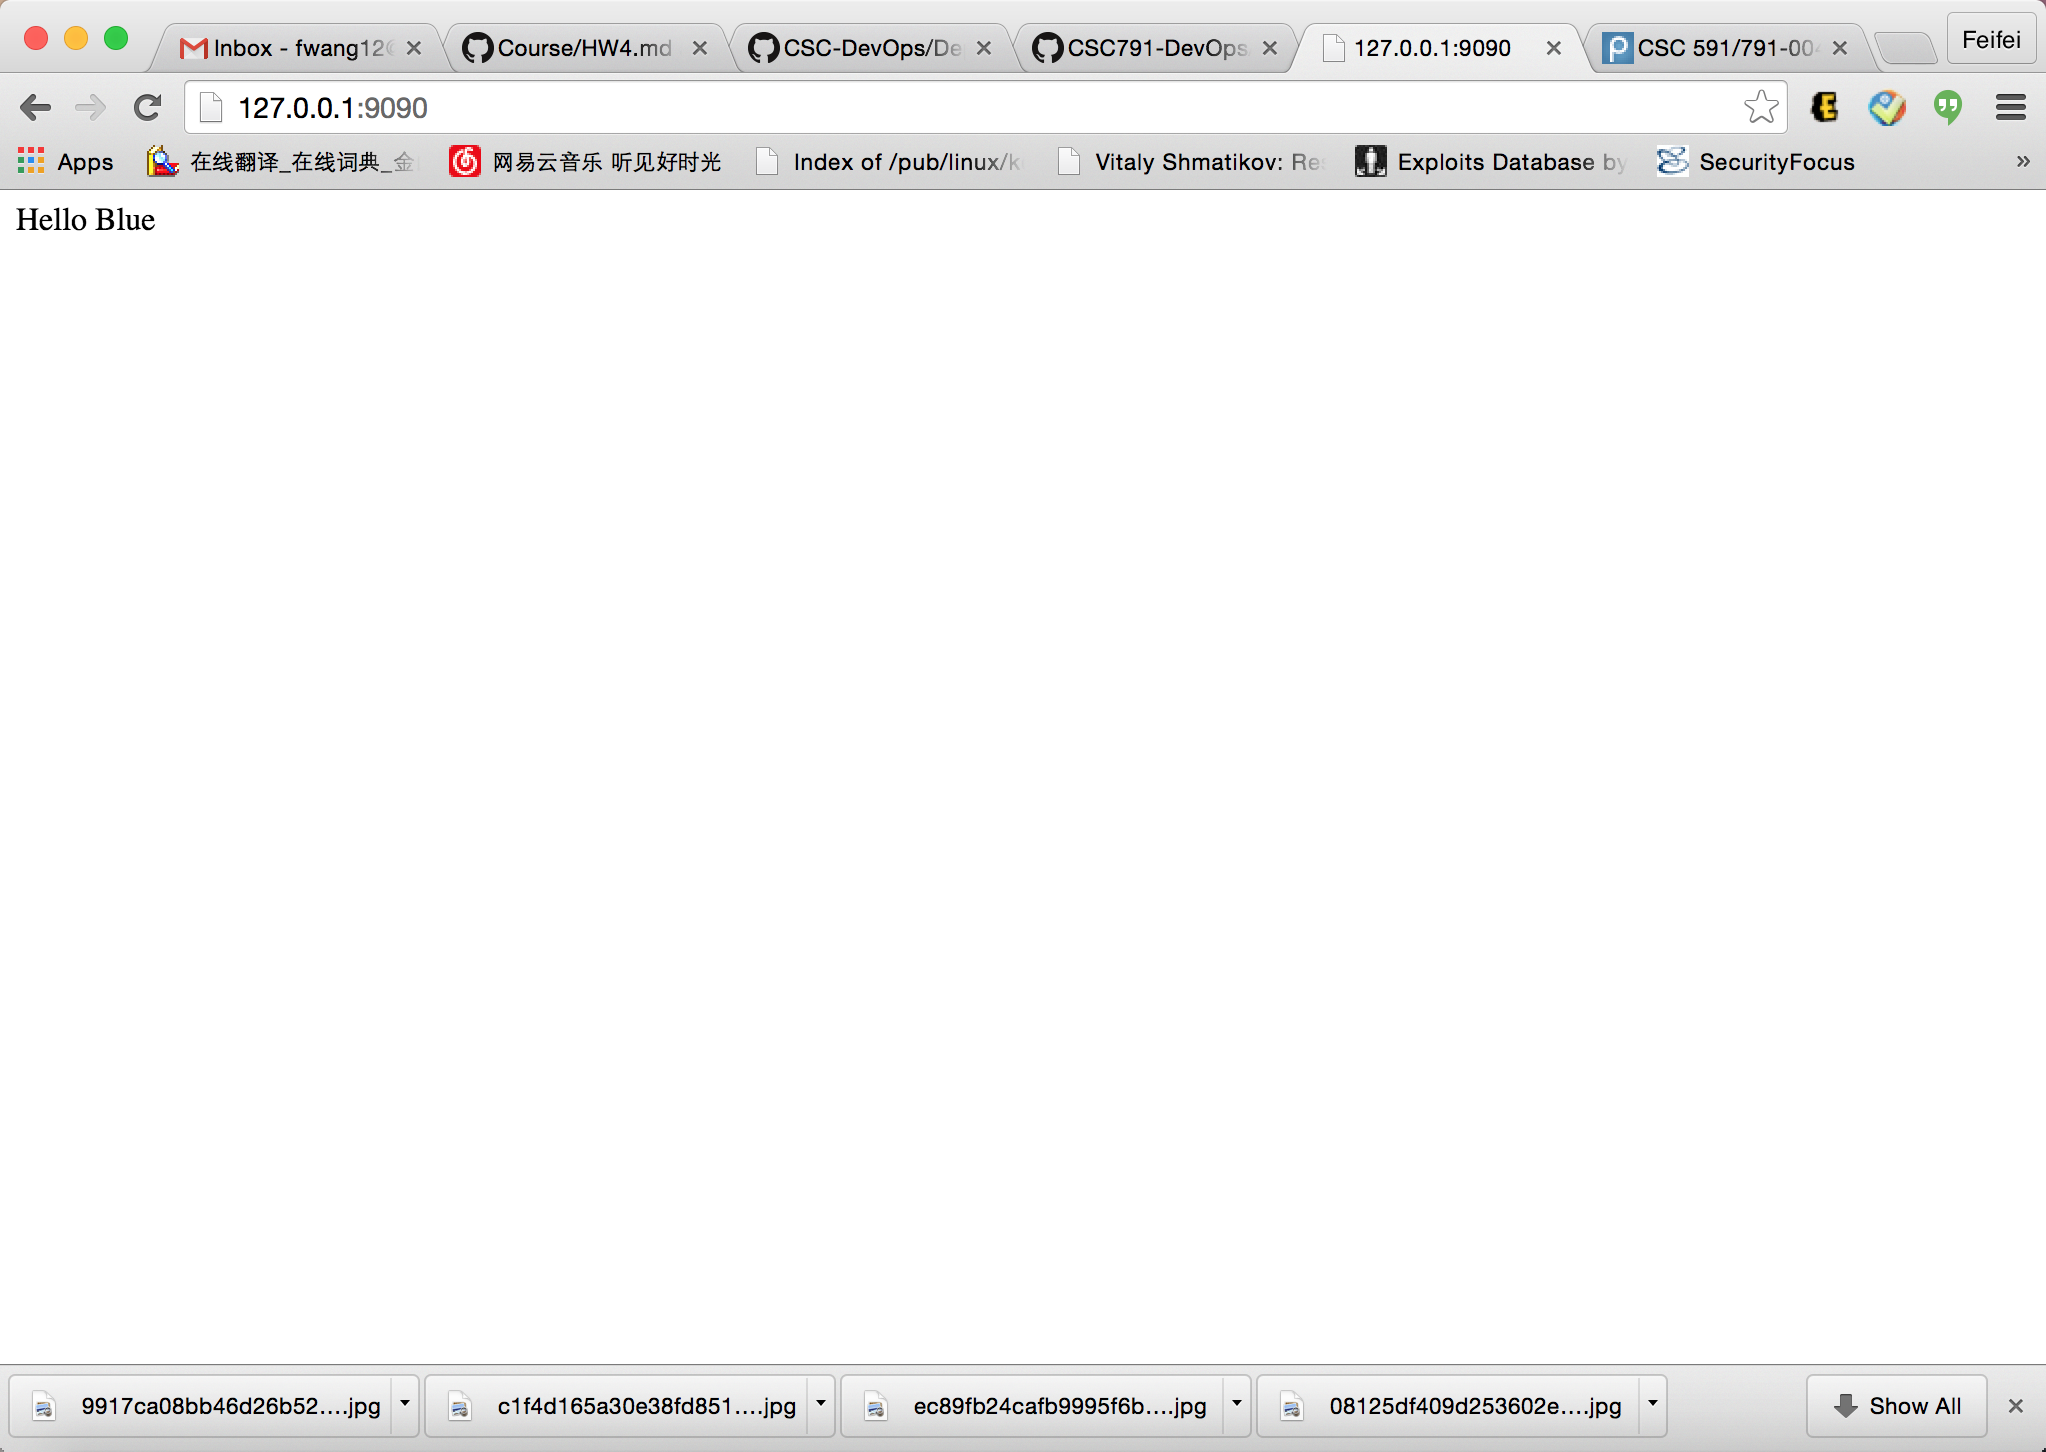 Inbox - fwang12 Course/HW4.md CSC-DevOps/De CSC791-DevOps 127.0.0.1:9090 CSC 591/791-00 Feifei
127.0.0.1:9090
Apps 在线翻译_在线词典_金 网易云音乐 听见好时光 Index of /pub/linux/k Vitaly Shmatikov: Res Exploits Database by SecurityFocus »
Hello Blue
9917ca08bb46d26b52....jpg c1f4d165a30e38fd851....jpg ec89fb24cafb9995f6b....jpg 08125df409d253602e....jpg Show All